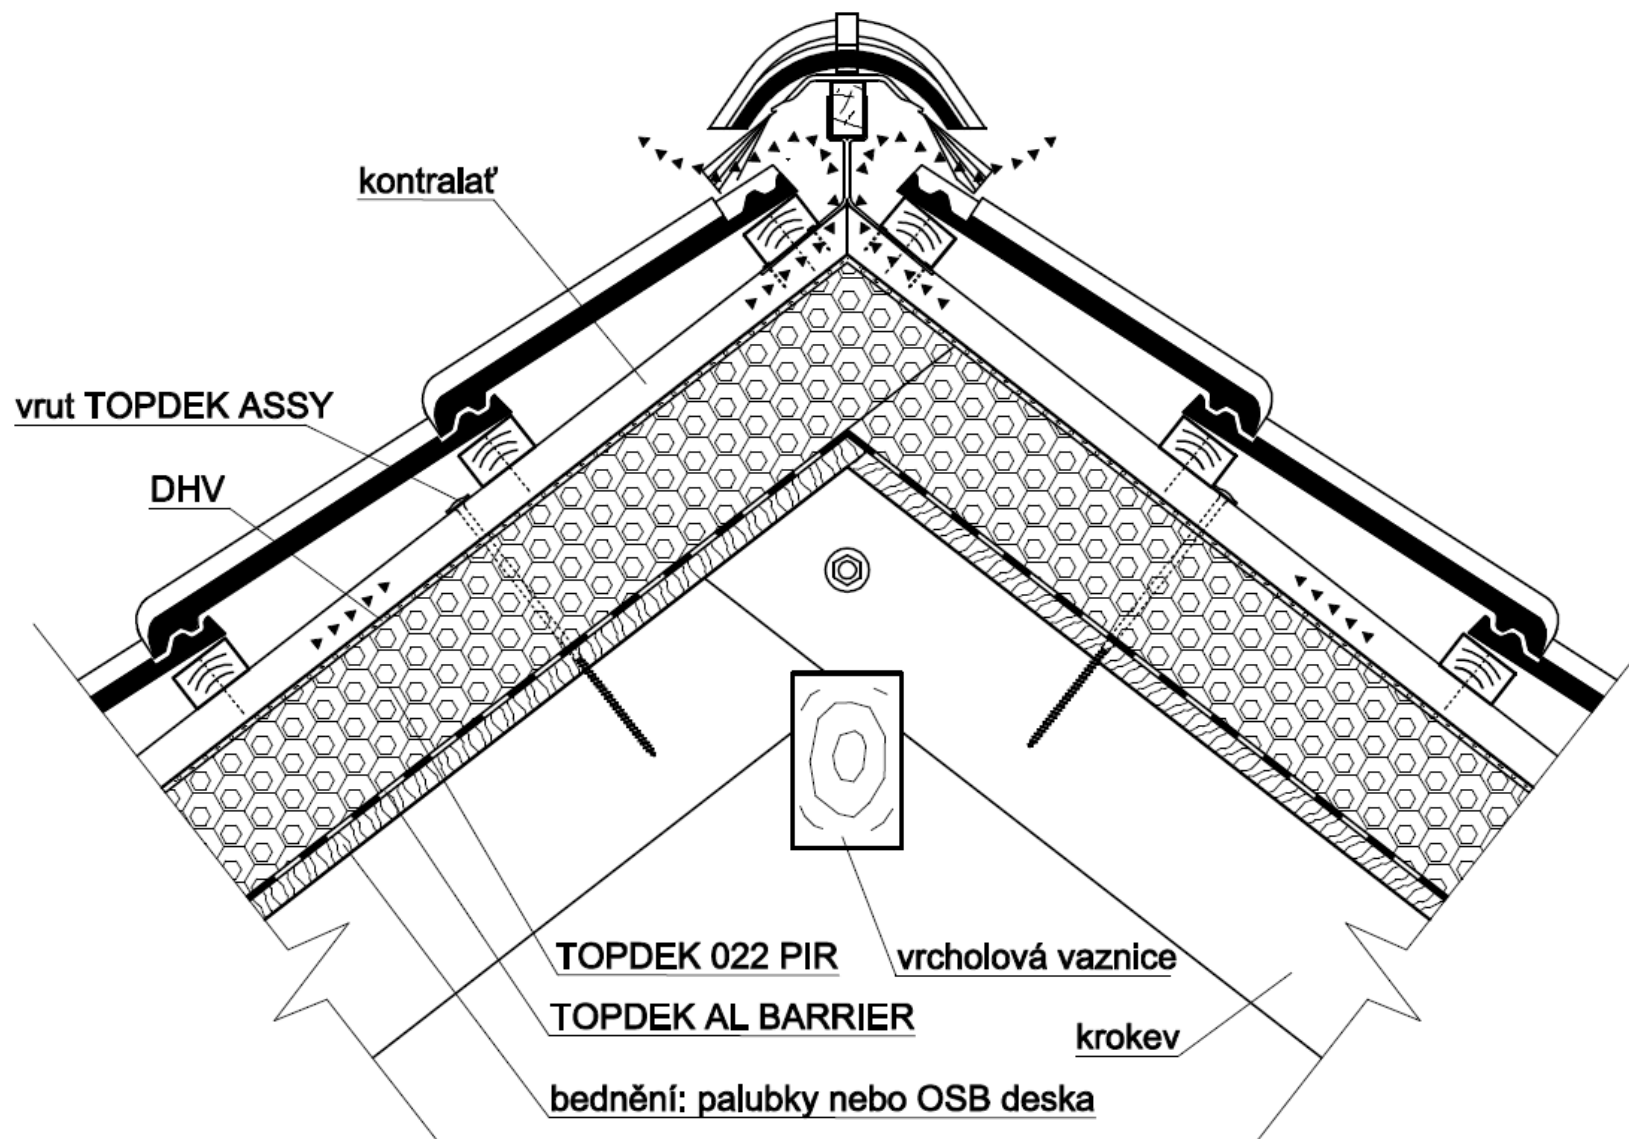 kontralať
vrut TOPDEK ASSY
DHV
TOPDEK 022 PIR
vrcholová vaznice
TOPDEK AL BARRIER
krokev
bednění: palubky nebo OSB deska